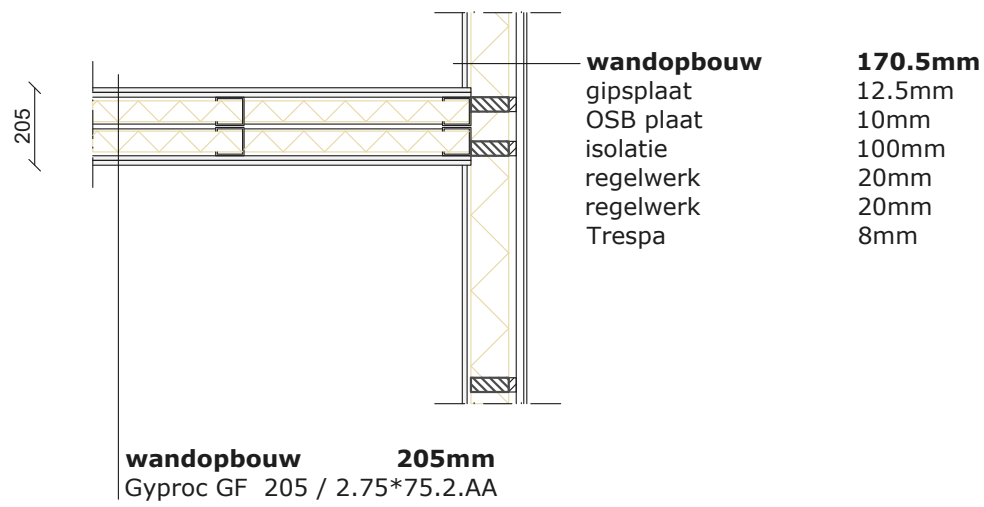 wandopbouw 170.5mm
gipsplaat 12.5mm
OSB plaat 10mm
isolatie 100mm
regelwerk 20mm
regelwerk 20mm
Trespa 8mm
205
wandopbouw 205mm
Gyproc GF 205 / 2.75*75.2.AA